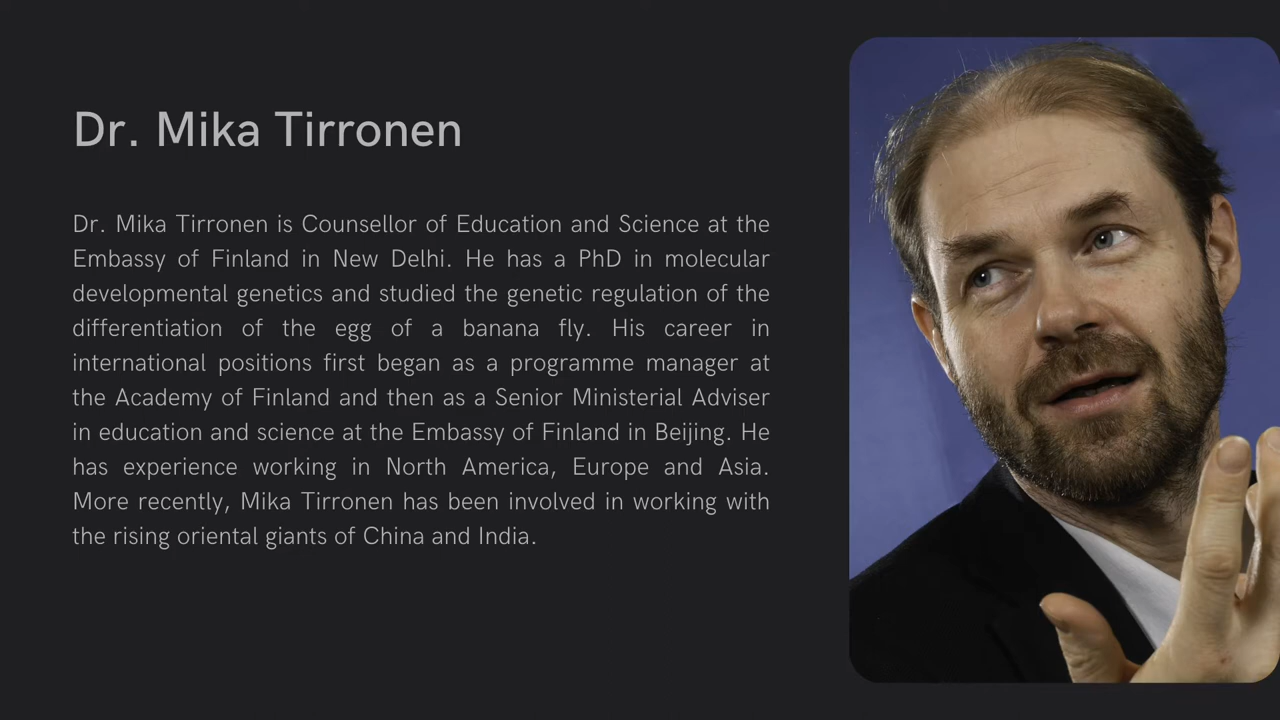 Dr. Mika Tirronen
Dr. Mika Tirronen is Counsellor of Education and Science at the
Embassy of Finland in New Delhi. He has a PhD in molecular
developmental genetics and studied the genetic regulation of the
differentiation of the egg of a banana fly. His career in
international positions first began as a programme manager at
the Academy of Finland and then as a Senior Ministerial Adviser
in education and science at the Embassy of Finland in Beijing. He
has experience working in North America, Europe and Asia.
More recently, Mika Tirronen has been involved in working with
the rising oriental giants of China and India.